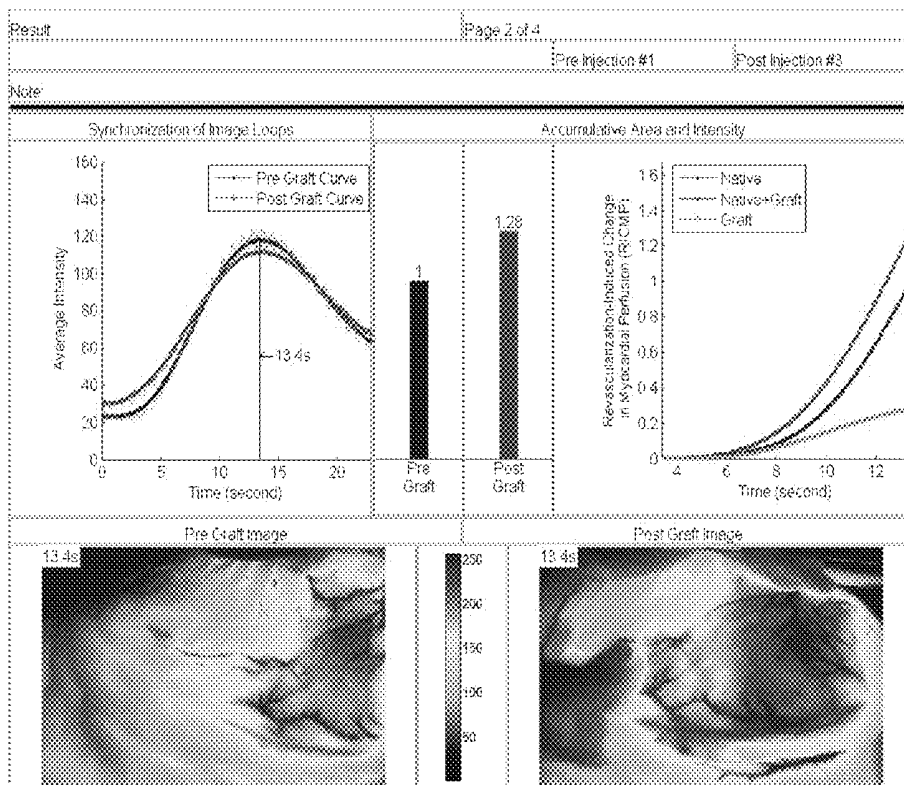 Result
Page 2 of 4
Pre Injection #1
Post Injection #3
Note:
Synchronization of Image Loops
Accumulative Area and Intensity
160
140
120
100
80
60
40
20
0
Average Intensity
Pre Graft Curve
Post Graft Curve
13.4s
0 5 10 15 20
Time (second)
1
Pre
Graft
1.28
Post
Graft
Revascularization-Induced Change
in Myocardial Perfusion (RICMP)
1.6
1.4
1.2
1
0.8
0.6
0.4
0.2
0
Native
Native+Graft
Graft
4 6 8 10 12
Time (second)
Pre Graft Image
Post Graft Image
13.4s
250
200
150
100
50
13.4s